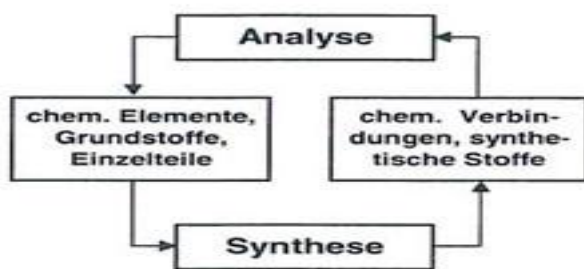 Analyse
chem. Elemente,
Grundstoffe,
Einzelteile
chem. Verbin-
dungen, synthe-
tische Stoffe
Synthese